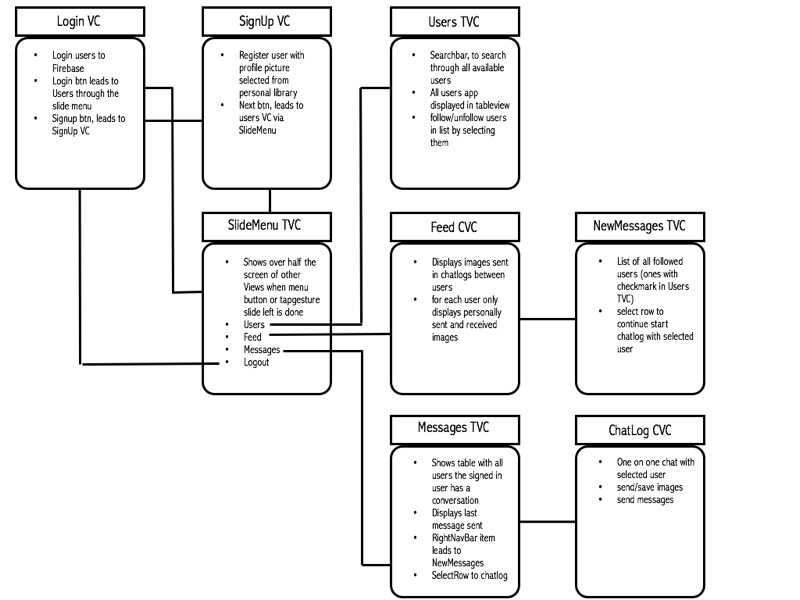 Login VC
• Login users to
Firebase
• Login btn leads to
Users through the
slide menu
• Signup btn, leads to
SignUp VC
SignUp VC
• Register user with
profile picture
selected from
personal library
• Next btn, leads to
users VC via
SlideMenu
Users TVC
• Searchbar, to search
through all available
users
• All users app
displayed in tableview
• follow/unfollow users
in list by selecting
them
SlideMenu TVC
• Shows over half the
screen of other
Views when menu
button or tapgesture
slide left is done
• Users
• Feed
• Messages
• Logout
Feed CVC
• Displays images sent
in chatlogs between
users
• for each user only
displays personally
sent and received
images
NewMessages TVC
• List of all followed
users (ones with
checkmark in Users
TVC)
• select row to
continue start
chatlog with selected
user
Messages TVC
• Shows table with all
users the signed in
user has a
conversation
• Displays last
message sent
• RightNavBar item
leads to
NewMessages
• SelectRow to chatlog
ChatLog CVC
• One on one chat with
selected user
• send/save images
• send messages